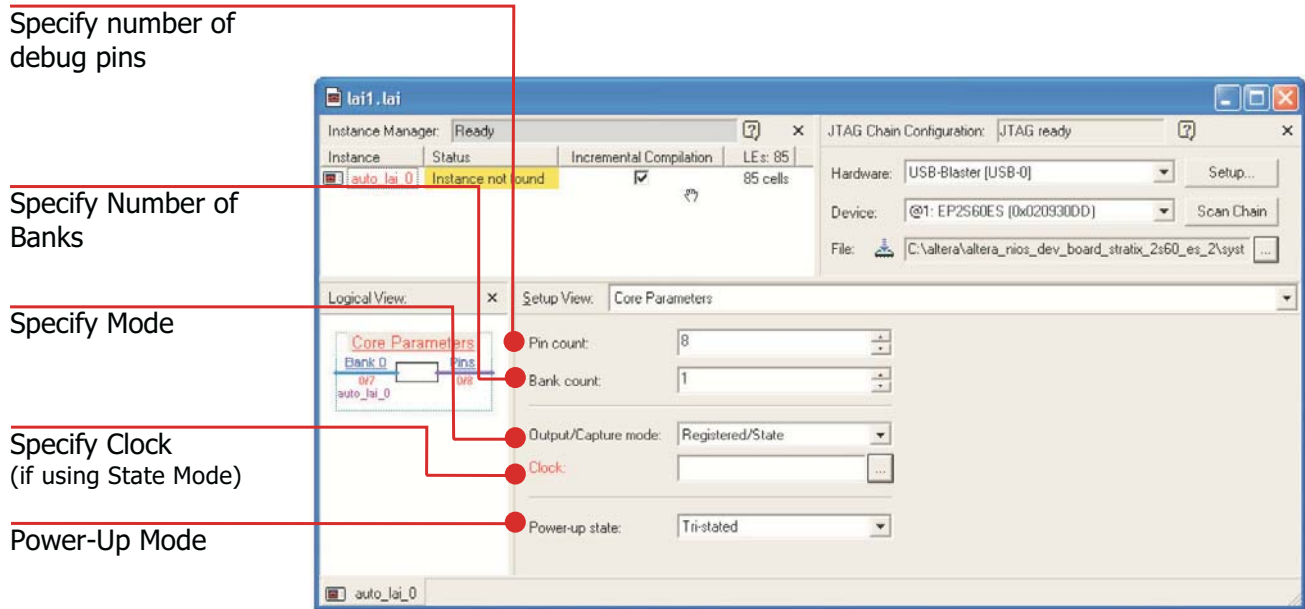 Specify number of
debug pins
Specify Number of
Banks
Specify Mode
Specify Clock
(if using State Mode)
Power-Up Mode
lai1.lai
Instance Manager: Ready
Instance Status Incremental Compilation LEs: 85
auto_lai_0 Instance not found 85 cells
JTAG Chain Configuration: JTAG ready
Hardware: USB-Blaster [USB-0] Setup...
Device: @1: EP2S60ES (0x020930DD) Scan Chain
File: C:\altera\altera_nios_dev_board_stratix_2s60_es_2\syst ...
Logical View:
Core Parameters
Bank 0 Pins
0/7 0/8
auto_lai_0
Setup View: Core Parameters
Pin count: 8
Bank count: 1
Output/Capture mode: Registered/State
Clock: ...
Power-up state: Tri-stated
auto_lai_0